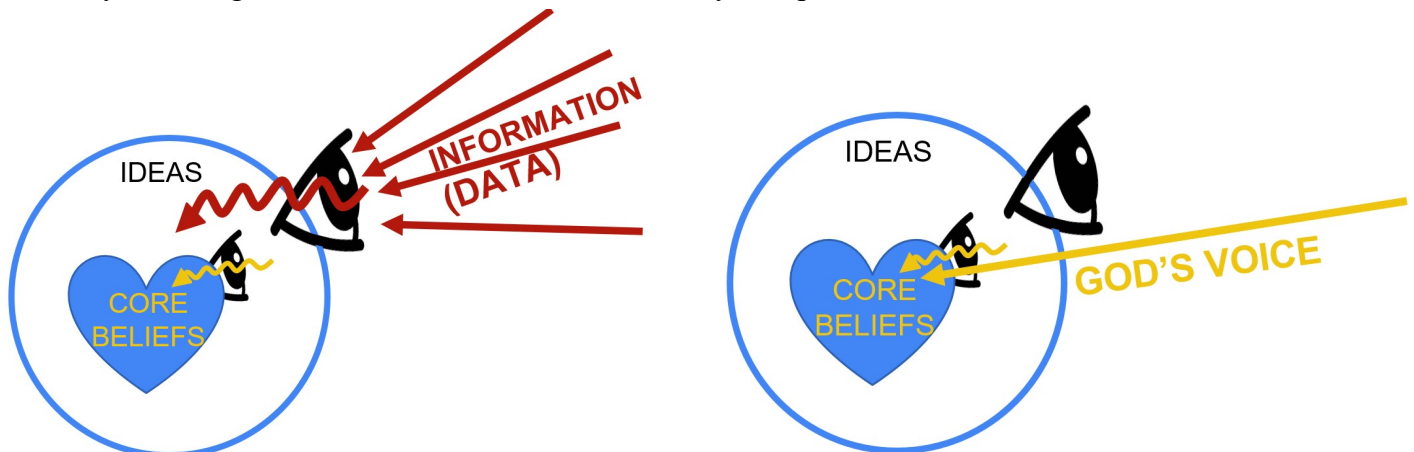 IDEAS
INFORMATION
(DATA)
CORE
BELIEFS
IDEAS
GOD'S VOICE
CORE
BELIEFS